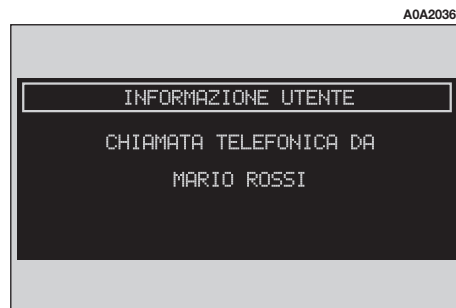 A0A2036
INFORMAZIONE UTENTE
CHIAMATA TELEFONICA DA
MARIO ROSSI